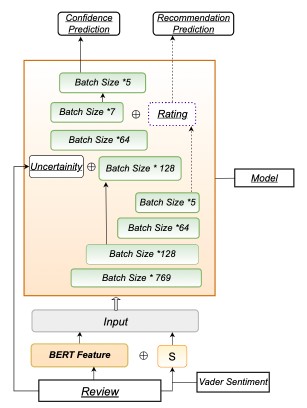 Confidence
Prediction
Recommendation
Prediction
Batch Size *5
Batch Size *7 ⊕ Rating
Batch Size *64
Uncertainity ⊕ Batch Size * 128
Batch Size *5
Model
Batch Size *64
Batch Size *128
Batch Size * 769
Input
BERT Feature ⊕ S
Review
Vader Sentiment